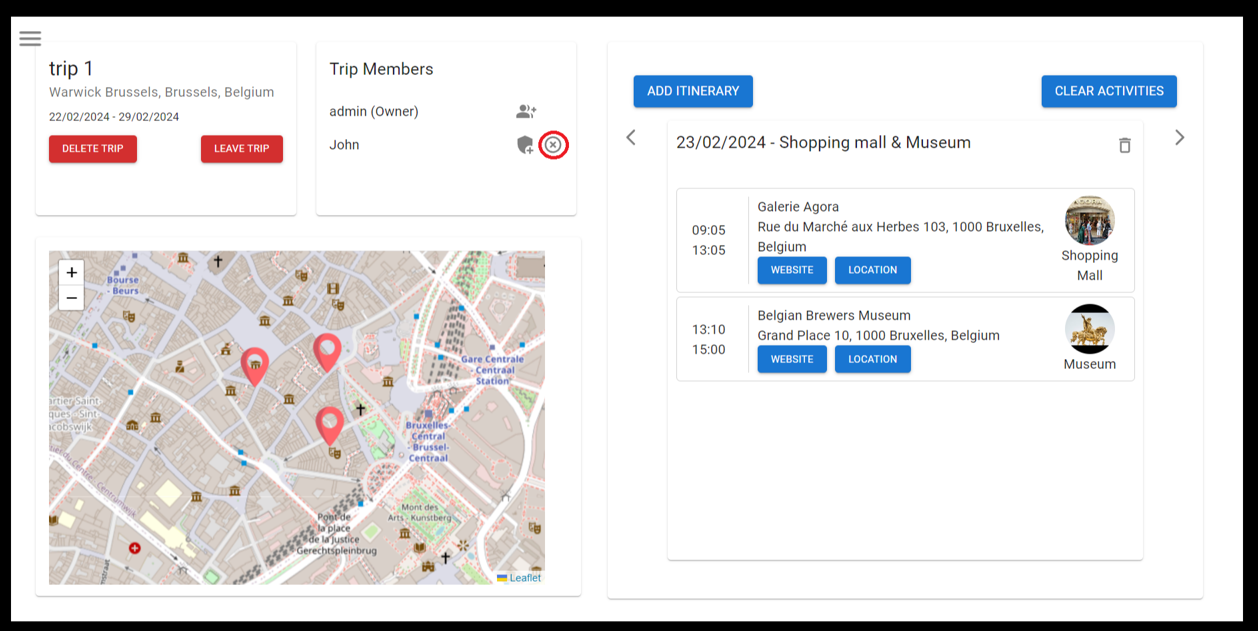 trip 1
Warwick Brussels, Brussels, Belgium
22/02/2024 - 29/02/2024
DELETE TRIP
LEAVE TRIP
Trip Members
admin (Owner)
John
ADD ITINERARY
CLEAR ACTIVITIES
23/02/2024 - Shopping mall & Museum
09:05
13:05
Galerie Agora
Rue du Marché aux Herbes 103, 1000 Bruxelles,
Belgium
WEBSITE
LOCATION
Shopping
Mall
13:10
15:00
Belgian Brewers Museum
Grand Place 10, 1000 Bruxelles, Belgium
WEBSITE
LOCATION
Museum
+
−
Bourse
- Beurs
Gare Centrale
- Centraal
Station
artier Saint-
ques - Sint-
acobswijk
Bruxelles-
Central
- Brussel-
Centraal
Mont des
Arts - Kunstberg
Pont de
la place
de la Justice
Gerechtspleinbrug
Leaflet